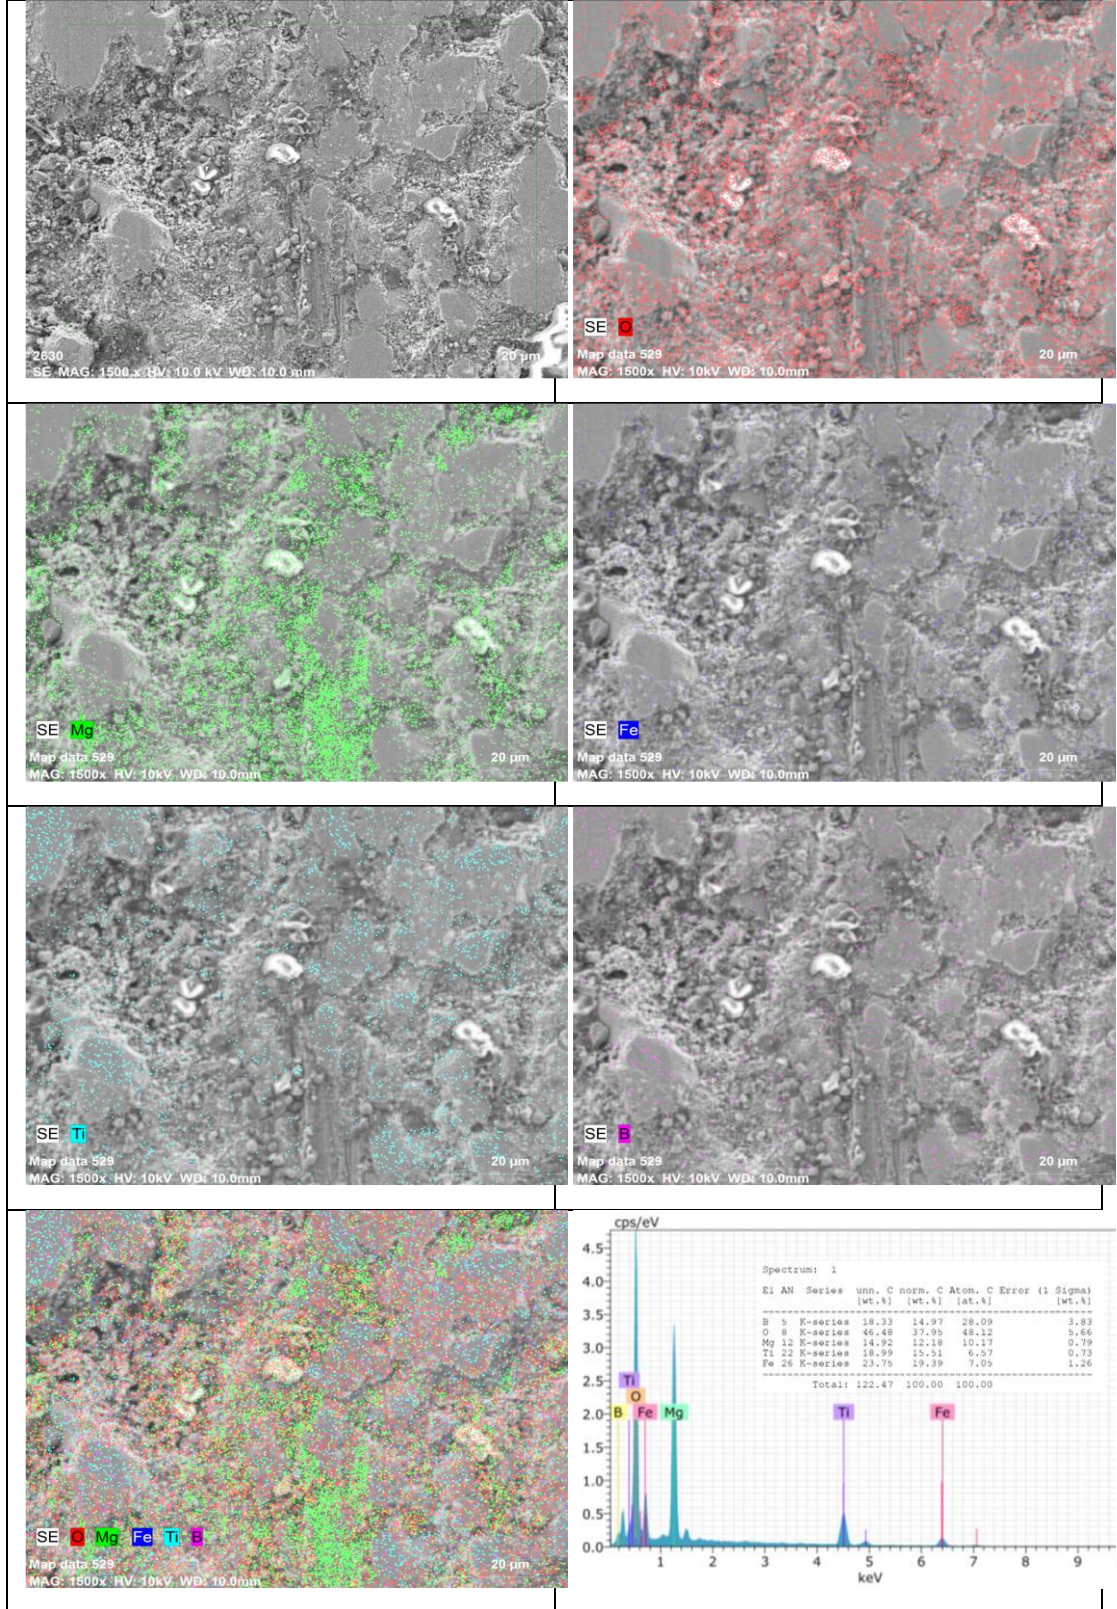 2630
20 µm
SE MAG: 1500 x HV: 10.0 kV WD: 10.0 mm
SE O
Map data 529
20 µm
MAG: 1500x HV: 10kV WD: 10.0mm
SE Mg
Map data 529
20 µm
MAG: 1500x HV: 10kV WD: 10.0mm
SE Fe
Map data 529
20 µm
MAG: 1500x HV: 10kV WD: 10.0mm
SE Ti
Map data 529
20 µm
MAG: 1500x HV: 10kV WD: 10.0mm
SE B
Map data 529
20 µm
MAG: 1500x HV: 10kV WD: 10.0mm
SE O Mg Fe Ti B
Map data 529
20 µm
MAG: 1500x HV: 10kV WD: 10.0mm
cps/eV
Spectrum: 1
El AN Series unn. C norm. C Atom. C Error (1 Sigma)
[wt.%] [wt.%] [at.%] [wt.%]
B 5 K-series 18.33 14.97 28.09 3.83
O 8 K-series 46.48 37.95 48.12 5.66
Mg 12 K-series 14.92 12.18 10.17 0.79
Ti 22 K-series 18.99 15.51 6.57 0.73
Fe 26 K-series 23.75 19.39 7.05 1.26
Total: 122.47 100.00 100.00
4.5
4.0
3.5
3.0
2.5
2.0
1.5
1.0
0.5
0.0
Ti
O
B Fe Mg Ti Fe
1 2 3 4 5 6 7 8 9
keV